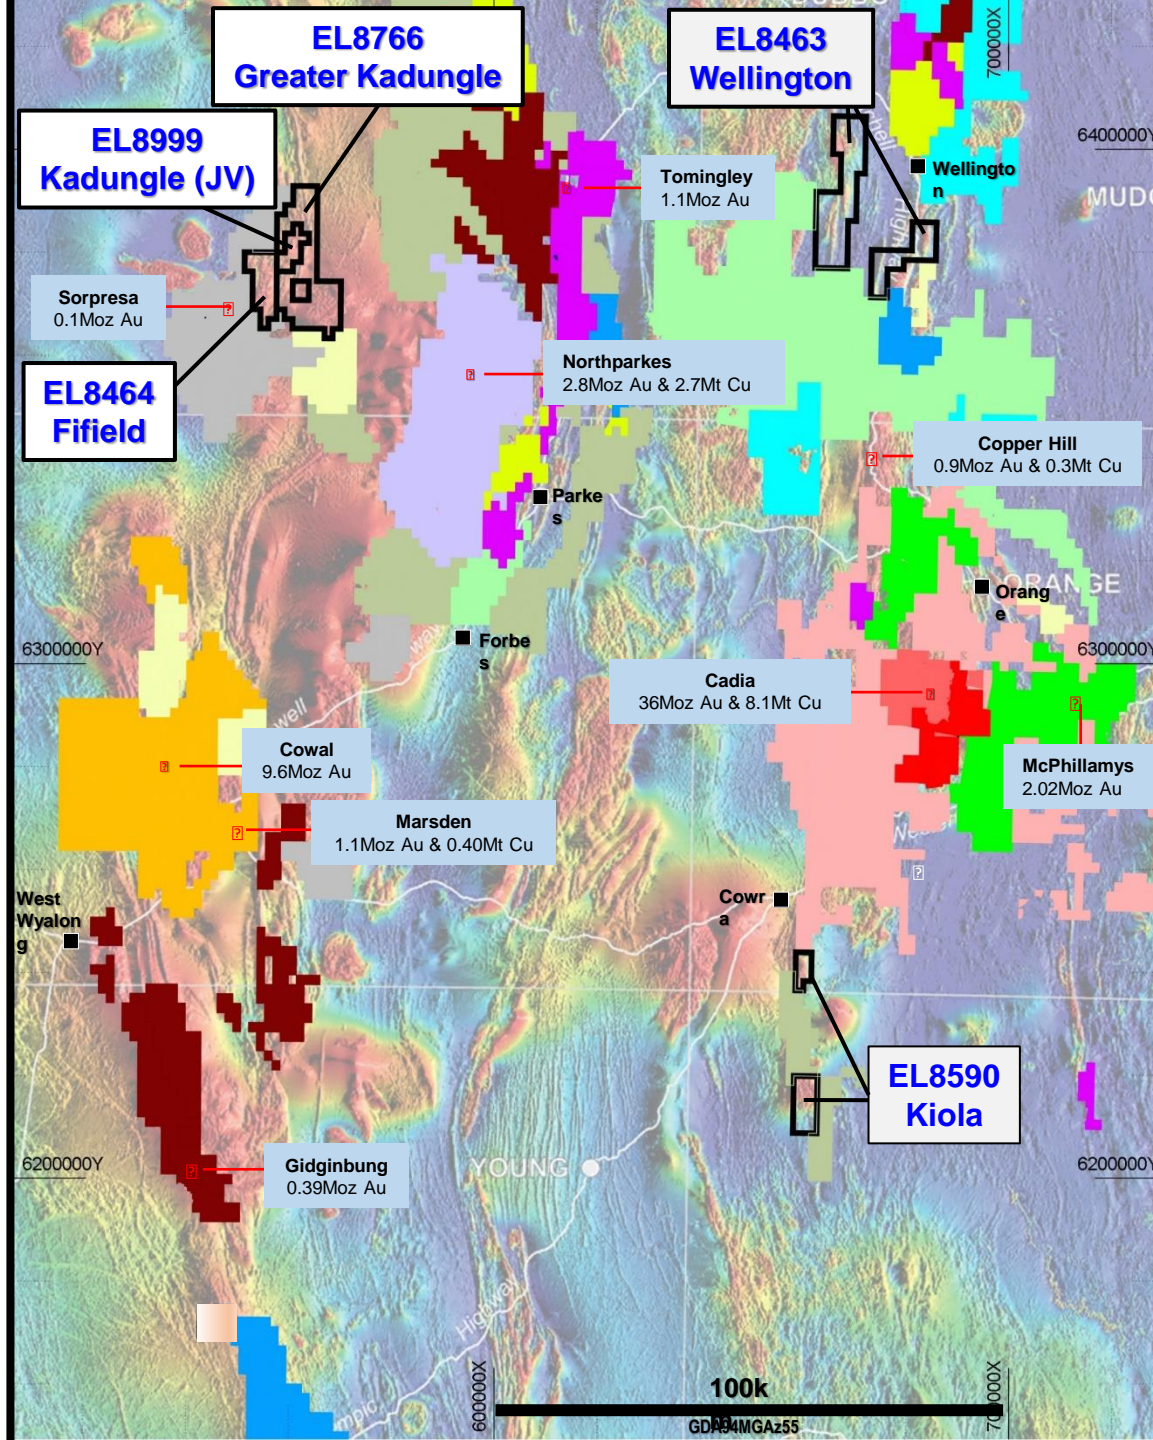 DUBBO
EL8766
Greater Kadungle
EL8463
Wellington
700000X
EL8999
Kadungle (JV)
6400000Y
Tomingley
1.1Moz Au
Wellingto
n
MUDG
Sorpresa
0.1Moz Au
Northparkes
2.8Moz Au & 2.7Mt Cu
EL8464
Fifield
Copper Hill
0.9Moz Au & 0.3Mt Cu
Parke
s
ORANGE
Orang
e
Forbe
s
6300000Y
6300000Y
Cadia
36Moz Au & 8.1Mt Cu
Cowal
9.6Moz Au
McPhillamys
2.02Moz Au
Marsden
1.1Moz Au & 0.40Mt Cu
West
Wyalon
g
Cowr
a
EL8590
Kiola
6200000Y
6200000Y
Gidginbung
0.39Moz Au
YOUNG
Highway
600000X
700000X
100k
m
GDA94MGAz55